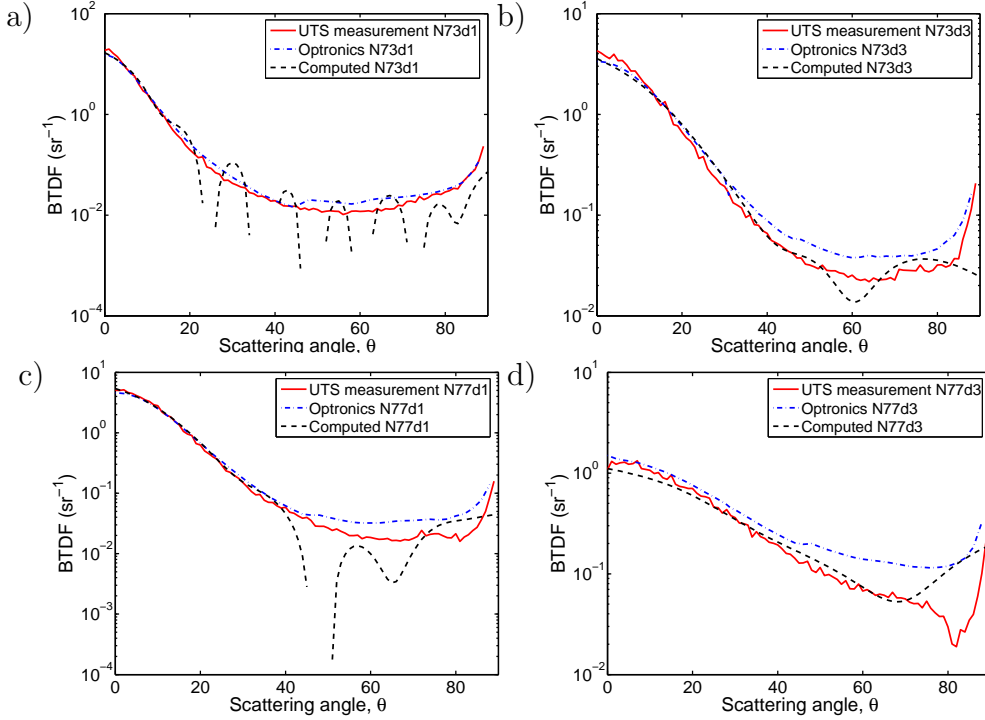 a)
UTS measurement N73d1
Optronics N73d1
Computed N73d1
10^2
10^0
10^−2
10^−4
BTDF (sr^−1)
0 20 40 60 80
Scattering angle, θ
b)
UTS measurement N73d3
Optronics N73d3
Computed N73d3
10^1
10^0
10^−1
10^−2
BTDF (sr^−1)
0 20 40 60 80
Scattering angle, θ
c)
UTS measurement N77d1
Optronics N77d1
Computed N77d1
10^1
10^0
10^−1
10^−2
10^−3
10^−4
BTDF (sr^−1)
0 20 40 60 80
Scattering angle, θ
d)
UTS measurement N77d3
Optronics N77d3
Computed N77d3
10^1
10^0
10^−1
10^−2
BTDF (sr^−1)
0 20 40 60 80
Scattering angle, θ